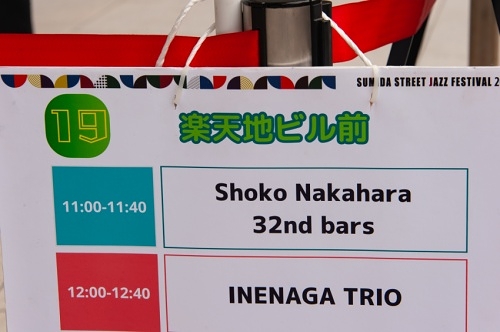 SUMIDA STREET JAZZ FESTIVAL 2
19
楽天地ビル前
11:00-11:40
Shoko Nakahara
32nd bars
12:00-12:40
INENAGA TRIO